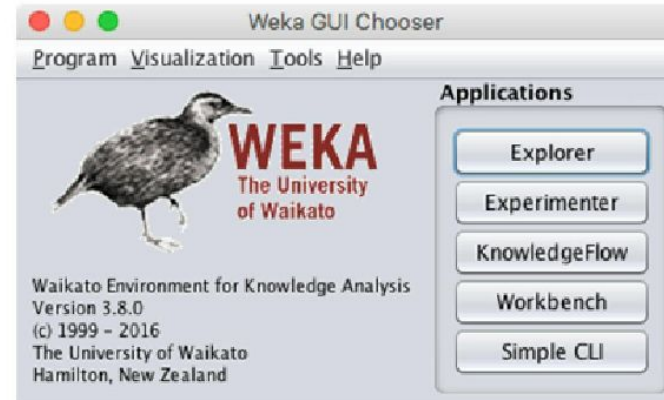 Weka GUI Chooser
Program Visualization Tools Help
WEKA
The University
of Waikato
Waikato Environment for Knowledge Analysis
Version 3.8.0
(c) 1999 - 2016
The University of Waikato
Hamilton, New Zealand
Applications
Explorer
Experimenter
KnowledgeFlow
Workbench
Simple CLI